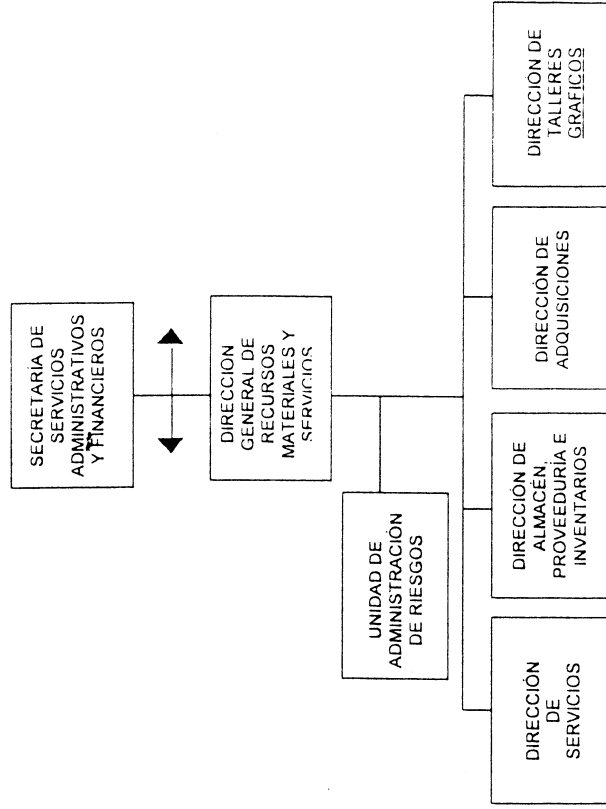 SECRETARÍA DE
SERVICIOS
ADMINISTRATIVOS
Y FINANCIEROS
DIRECCIÓN
GENERAL DE
RECURSOS
MATERIALES Y
SERVICIOS
UNIDAD DE
ADMINISTRACIÓN
DE RIESGOS
DIRECCIÓN
DE
SERVICIOS
DIRECCIÓN DE
ALMACÉN,
PROVEEDURÍA E
INVENTARIOS
DIRECCIÓN DE
ADQUISICIONES
DIRECCIÓN DE
TALLERES
GRAFICOS